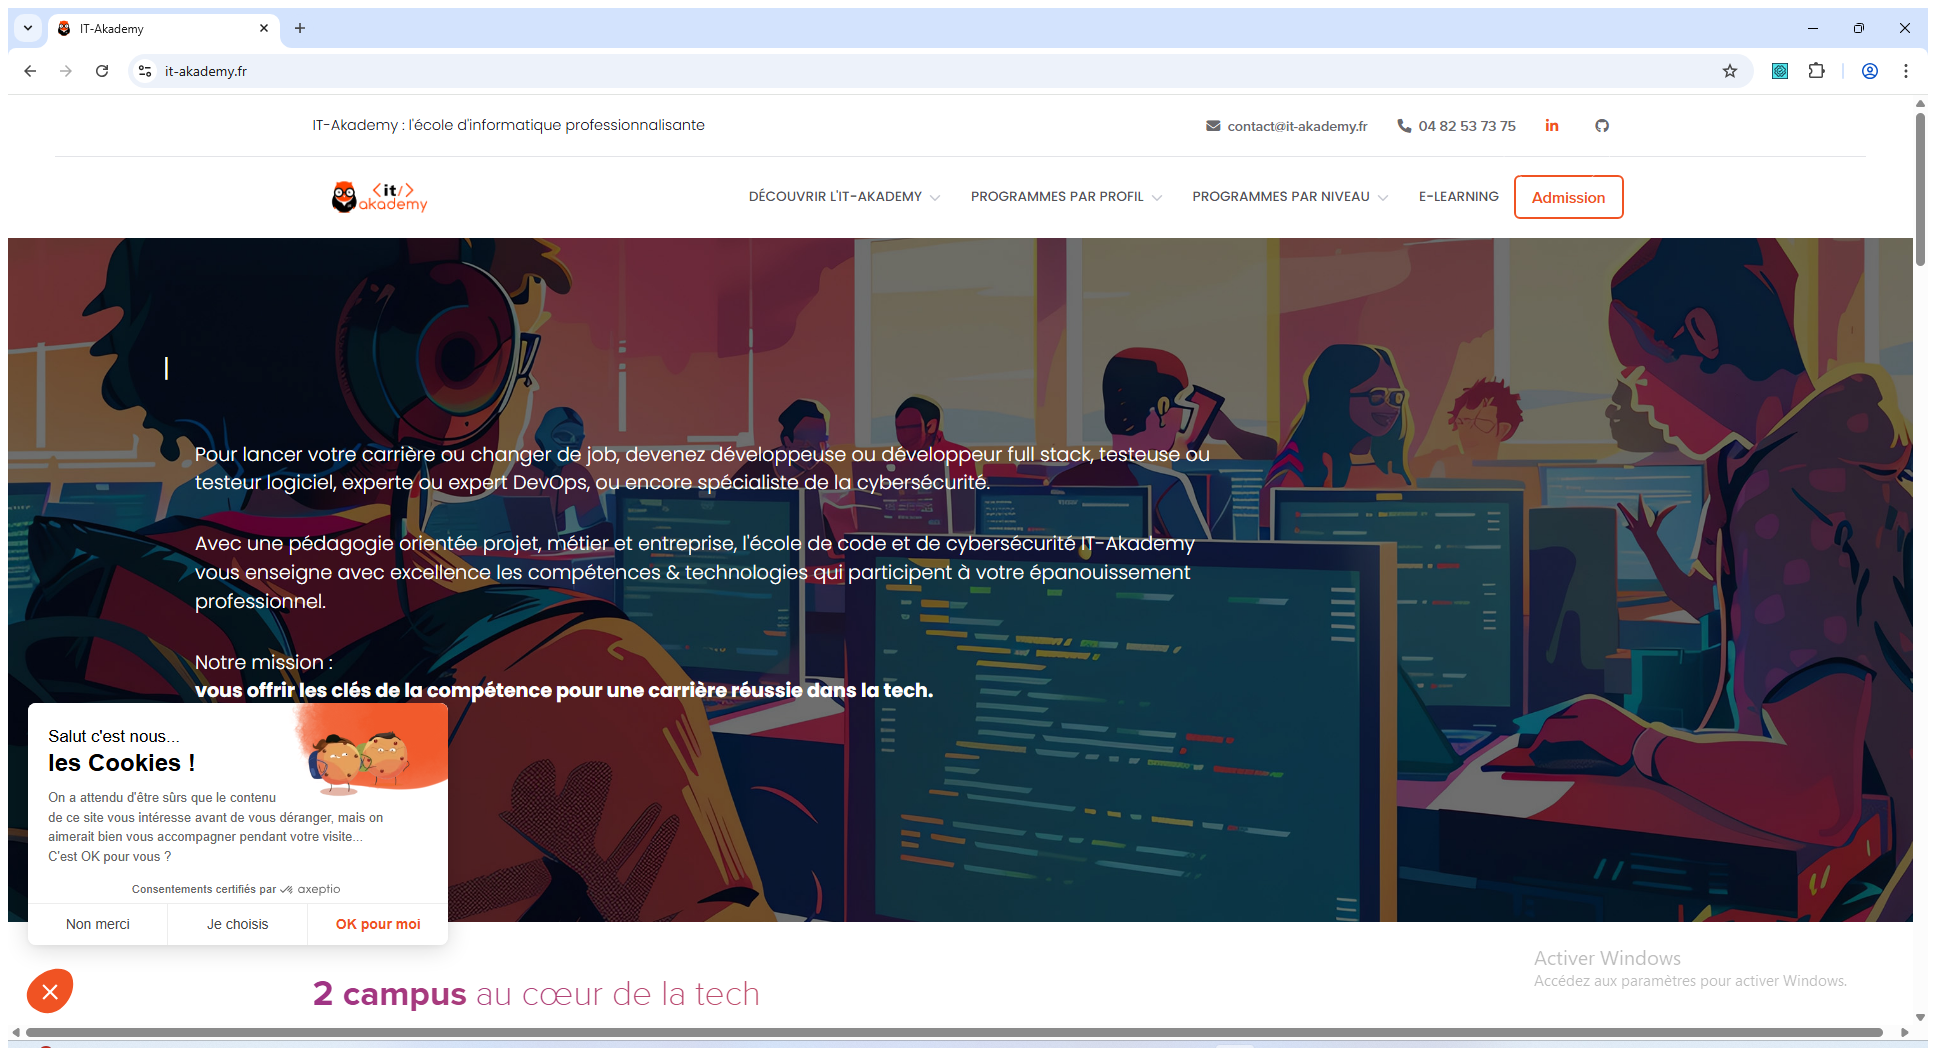 IT-Akademy
it-akademy.fr
IT-Akademy : l'école d'informatique professionnalisante
contact@it-akademy.fr
04 82 53 73 75
in
<it/>
akademy
DÉCOUVRIR L'IT-AKADEMY
PROGRAMMES PAR PROFIL
PROGRAMMES PAR NIVEAU
E-LEARNING
Admission
Pour lancer votre carrière ou changer de job, devenez développeuse ou développeur full stack, testeuse ou
testeur logiciel, experte ou expert DevOps, ou encore spécialiste de la cybersécurité.
Avec une pédagogie orientée projet, métier et entreprise, l'école de code et de cybersécurité IT-Akademy
vous enseigne avec excellence les compétences & technologies qui participent à votre épanouissement
professionnel.
Notre mission :
vous offrir les clés de la compétence pour une carrière réussie dans la tech.
Salut c'est nous...
les Cookies !
On a attendu d'être sûrs que le contenu
de ce site vous intéresse avant de vous déranger, mais on
aimerait bien vous accompagner pendant votre visite...
C'est OK pour vous ?
Consentements certifiés par axeptio
Non merci
Je choisis
OK pour moi
2 campus au cœur de la tech
Activer Windows
Accédez aux paramètres pour activer Windows.